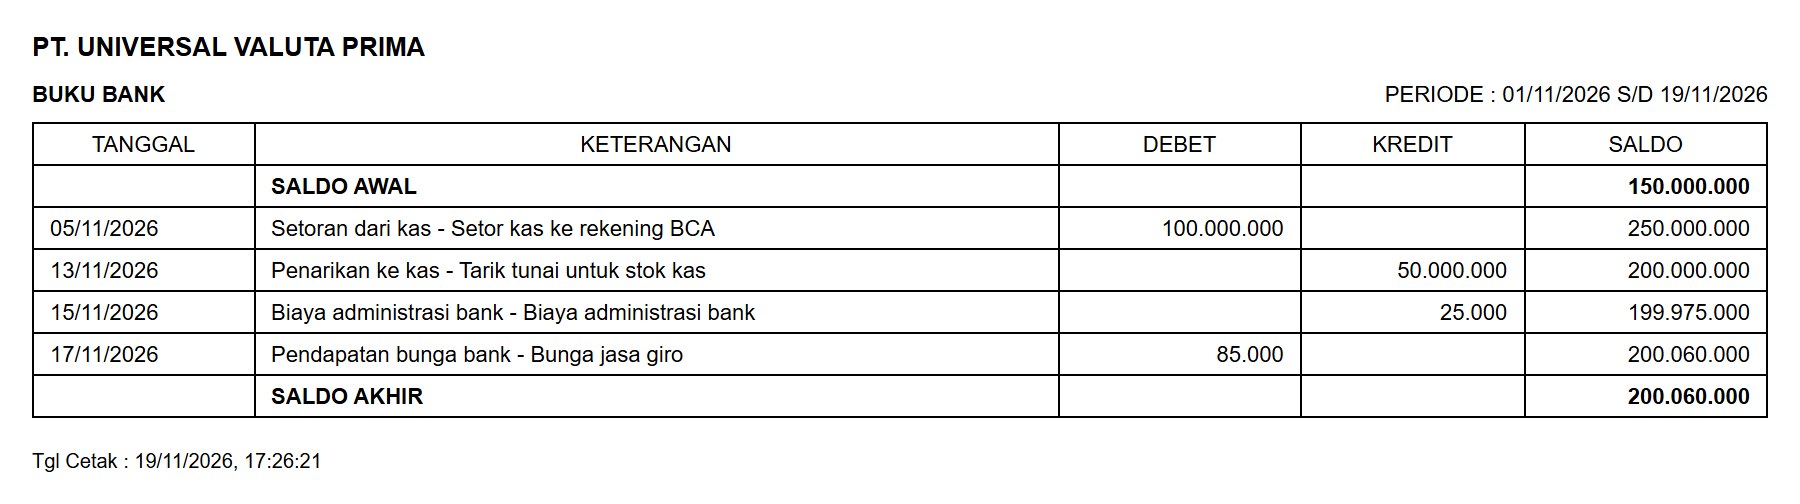 PT. UNIVERSAL VALUTA PRIMA
BUKU BANK PERIODE : 01/11/2026 S/D 19/11/2026
TANGGAL KETERANGAN DEBET KREDIT SALDO
SALDO AWAL 150.000.000
05/11/2026 Setoran dari kas - Setor kas ke rekening BCA 100.000.000 250.000.000
13/11/2026 Penarikan ke kas - Tarik tunai untuk stok kas 50.000.000 200.000.000
15/11/2026 Biaya administrasi bank - Biaya administrasi bank 25.000 199.975.000
17/11/2026 Pendapatan bunga bank - Bunga jasa giro 85.000 200.060.000
SALDO AKHIR 200.060.000
Tgl Cetak : 19/11/2026, 17:26:21